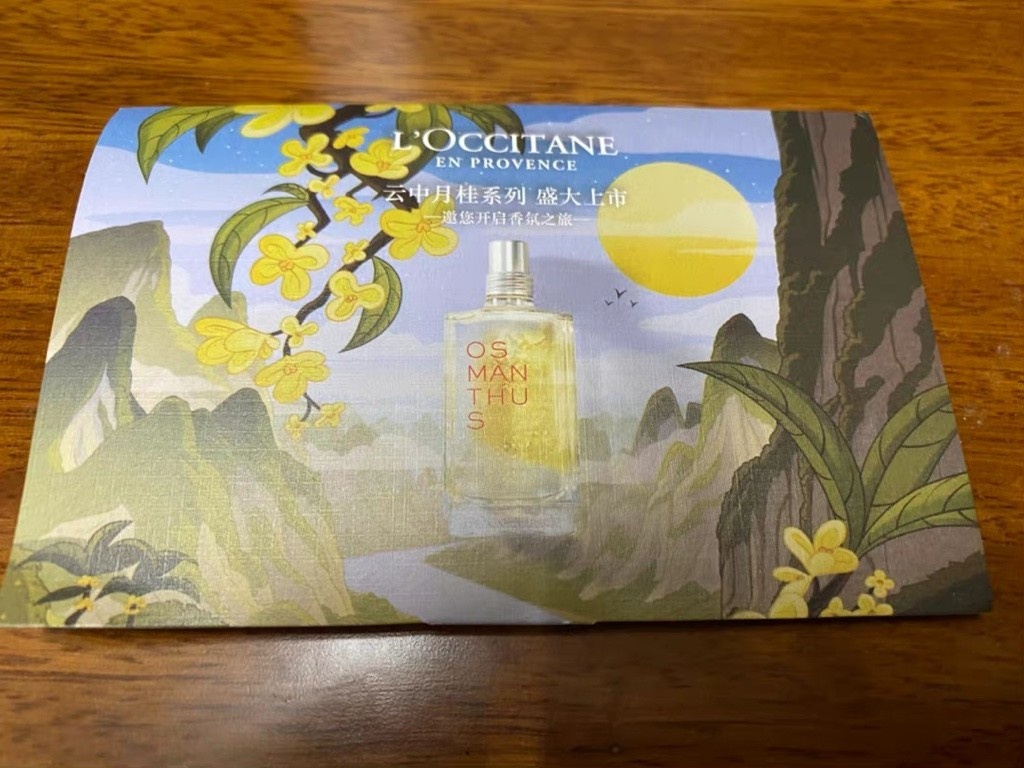 L'OCCITANE
EN PROVENCE
云中月桂系列 盛大上市
—邀您开启香氛之旅—
OS
MAN
THU
S